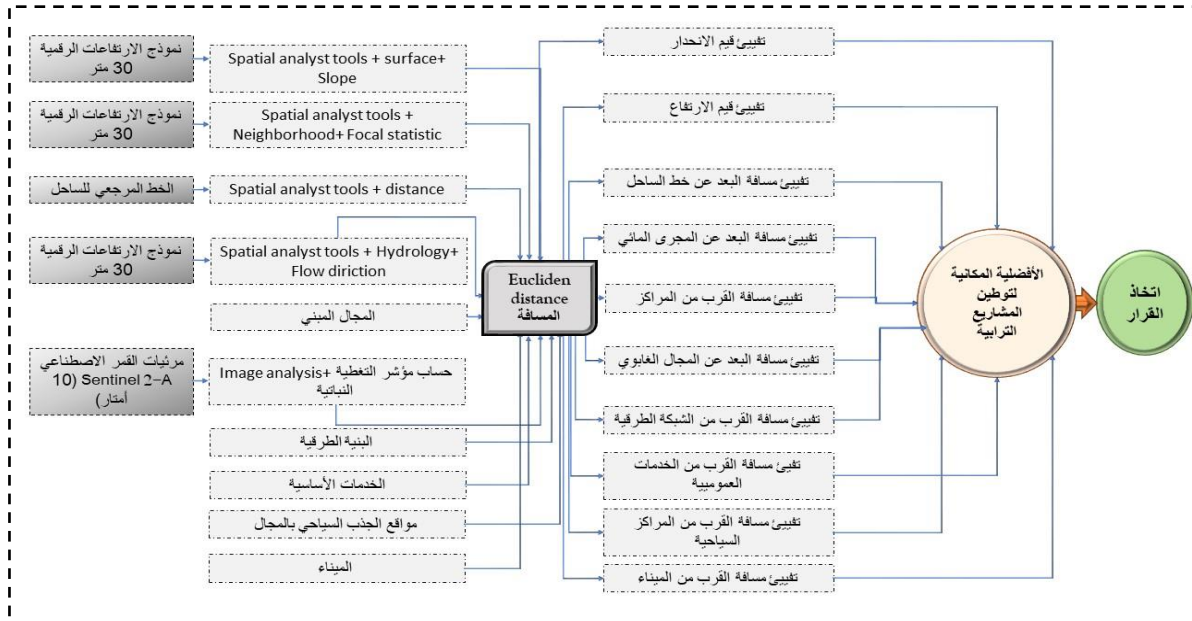 نموذج الارتفاعات الرقمية
30 متر
Spatial analyst tools + surface+
Slope
نموذج الارتفاعات الرقمية
30 متر
Spatial analyst tools +
Neighborhood+ Focal statistic
الخط المرجعي للساحل
Spatial analyst tools + distance
نموذج الارتفاعات الرقمية
30 متر
Spatial analyst tools + Hydrology+
Flow diriction
المجال المبني
مرئيات القمر الاصطناعي
Sentinel 2-A (10
أمتار)
حساب مؤشر التغطية +Image analysis
النباتية
البنية الطرقية
الخدمات الأساسية
مواقع الجذب السياحي بالمجال
الميناء
Eucliden
distance
المسافة
تفييئ قيم الانحدار
تفييئ قيم الارتفاع
تفييئ مسافة البعد عن خط الساحل
تفييئ مسافة البعد عن المجرى المائي
تفييئ مسافة القرب من المراكز
تفييئ مسافة البعد عن المجال الغابوي
تفييئ مسافة القرب من الشبكة الطرقية
تفيئ مسافة القرب من الخدمات
العموميية
تفييئ مسافة القرب من المراكز
السياحية
تفييئ مسافة القرب من الميناء
الأفضلية المكانية
لتوطين
المشاريع
الترابية
اتخاذ
القرار